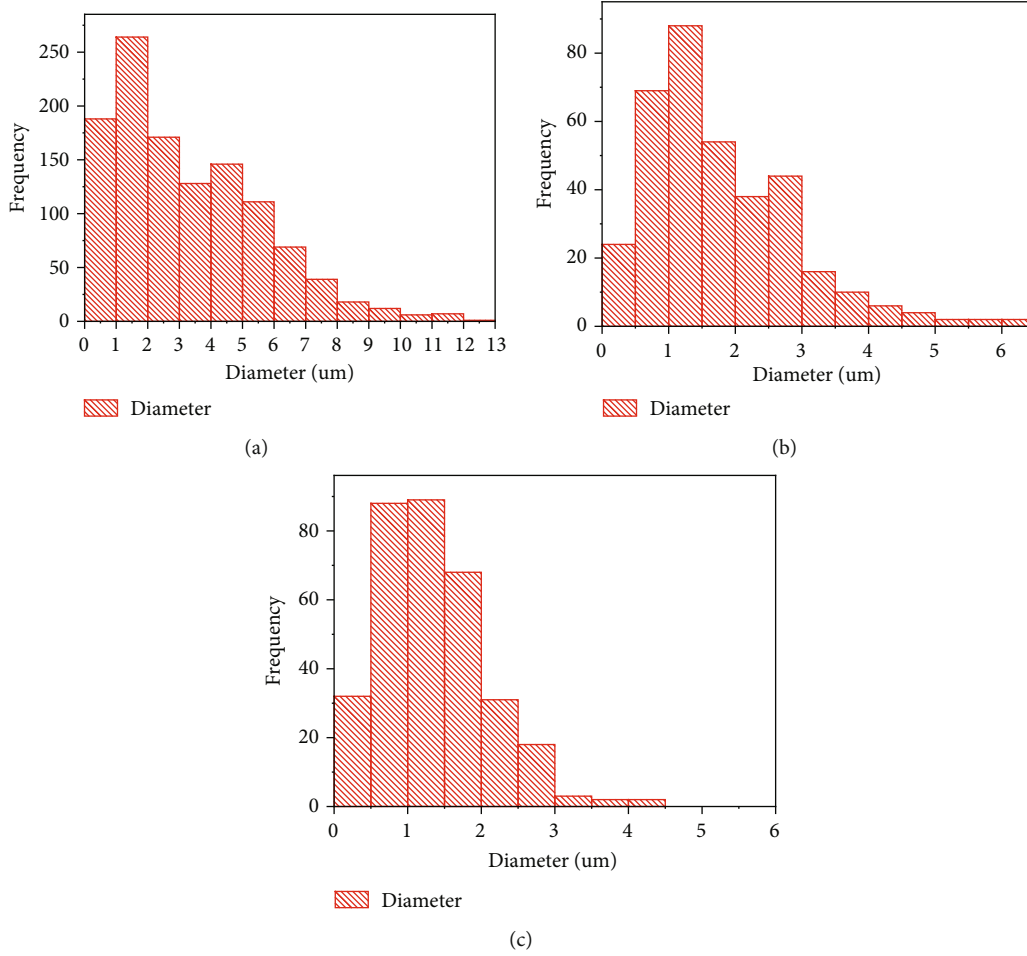 250
200
150
100
50
0
Frequency
0 1 2 3 4 5 6 7 8 9 10 11 12 13
Diameter (um)
Diameter
(a)
80
60
40
20
0
Frequency
0 1 2 3 4 5 6
Diameter (um)
Diameter
(b)
80
60
40
20
0
Frequency
0 1 2 3 4 5 6
Diameter (um)
Diameter
(c)